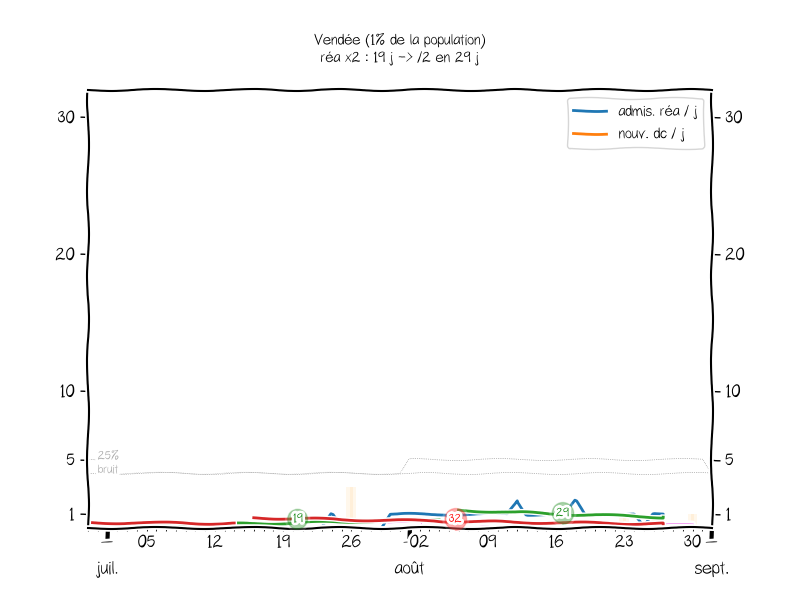 Vendée (1% de la population)
réa x2 : 19 j -> /2 en 29 j
admis. réa / j
nouv. dc / j
30
30
20
20
10
10
5
5
25%
bruit
1
1
19
32
29
05
12
19
26
02
09
16
23
30
juil.
août
sept.